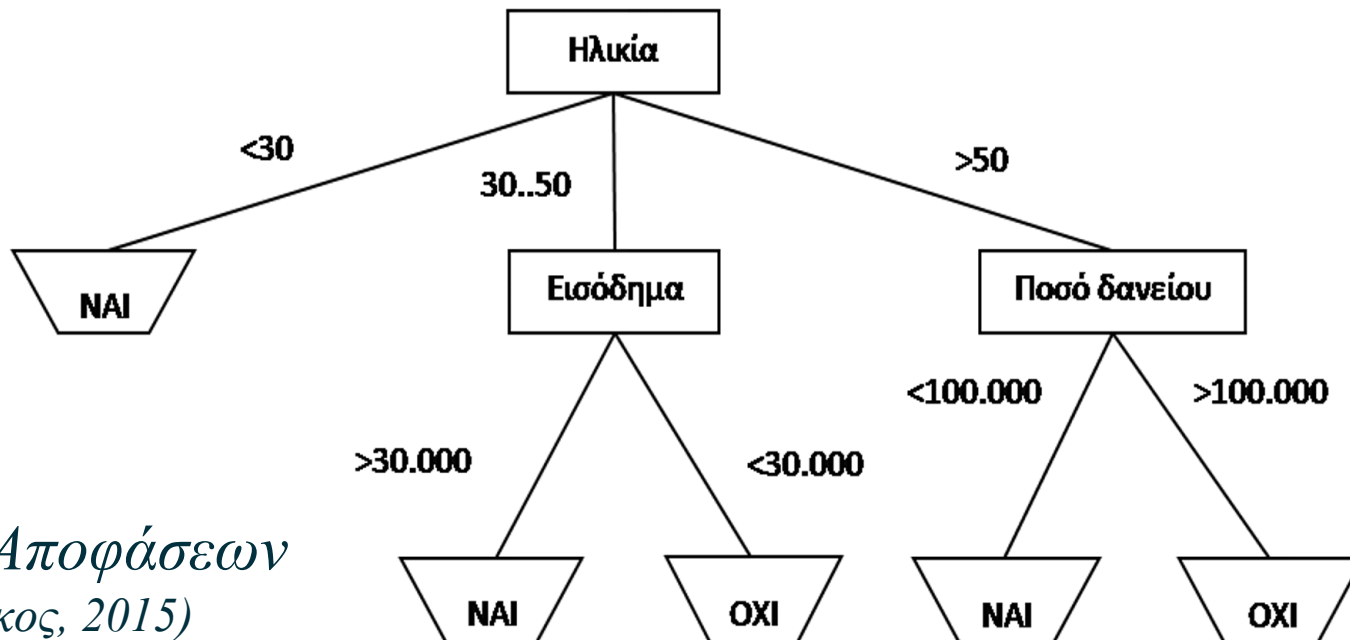 Ηλικία
<30
30..50
>50
ΝΑΙ
Εισόδημα
Ποσό δανείου
>30.000
<30.000
<100.000
>100.000
ΝΑΙ
ΟΧΙ
ΝΑΙ
ΟΧΙ
Αποφάσεων
2015)